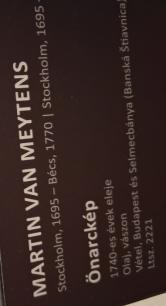 MARTIN VAN MEYTENS
Stockholm, 1695 – Bécs, 1770 | Stockholm, 1695 –
Önarckép
1740-es évek eleje
Olaj, vászon
Vétel, Budapest és Selmecbánya (Banská Štiavnica),
Ltsz. 2221